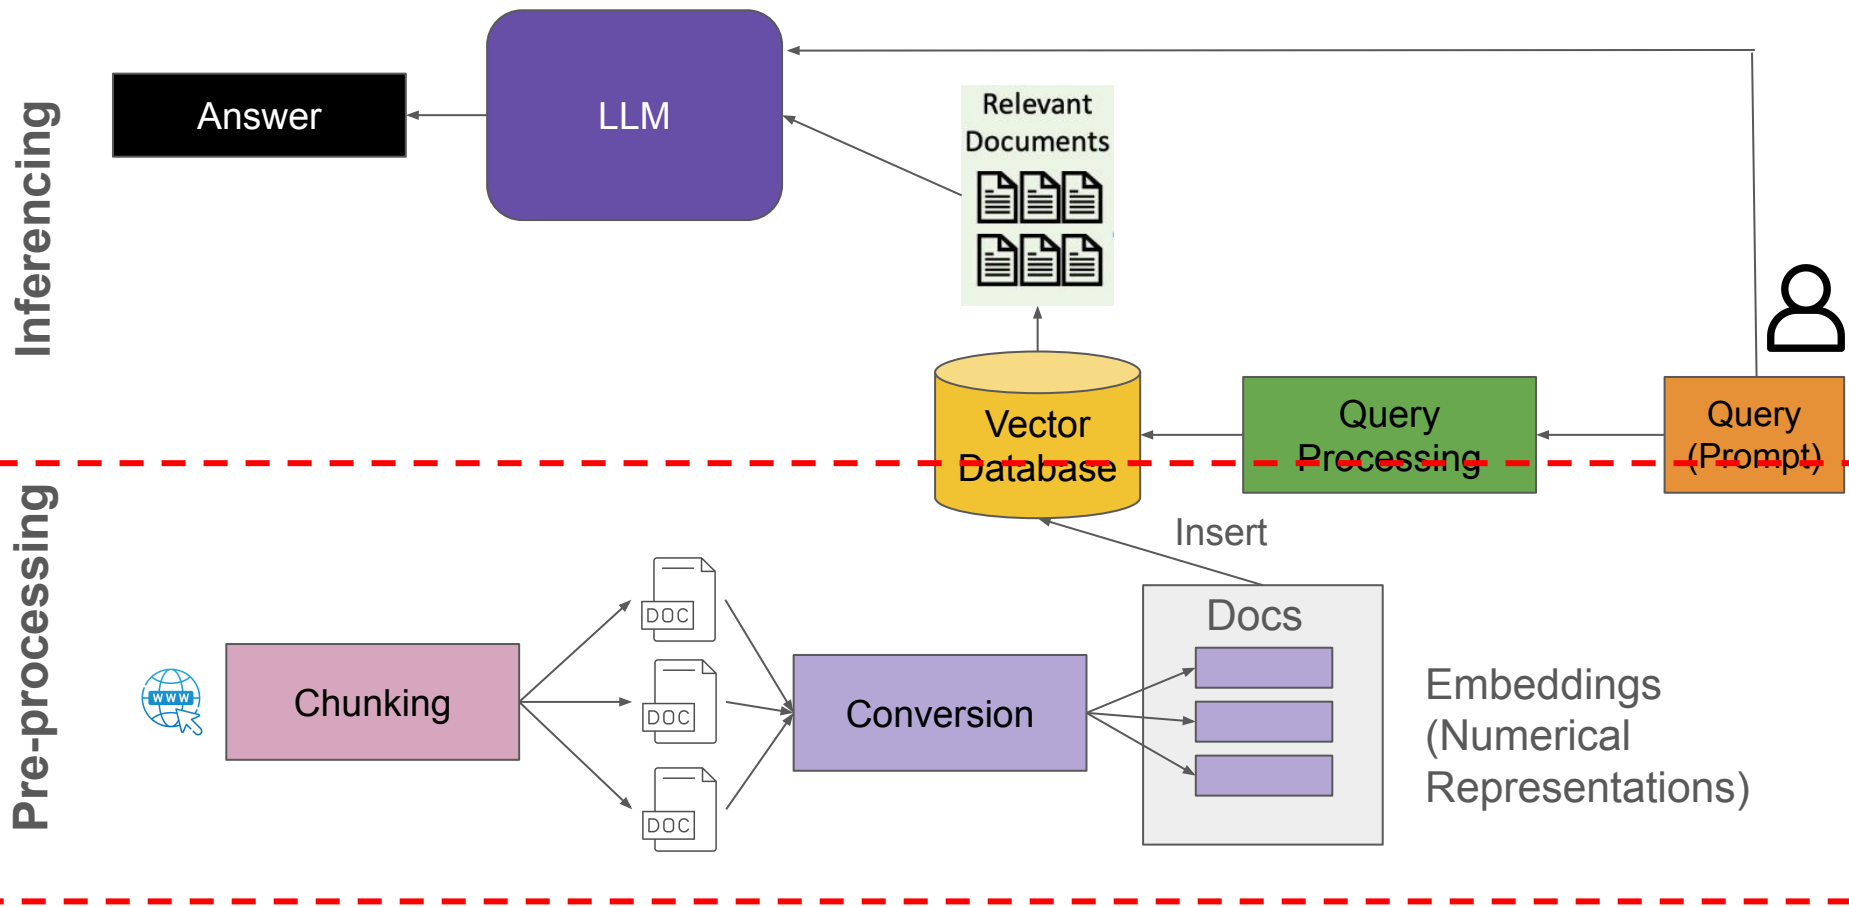 Inferencing
Answer
LLM
Relevant
Documents
Vector
Database
Query
Processing
Query
(Prompt)
Pre-processing
Insert
WWW
Chunking
DOC
DOC
DOC
Conversion
Docs
Embeddings
(Numerical
Representations)